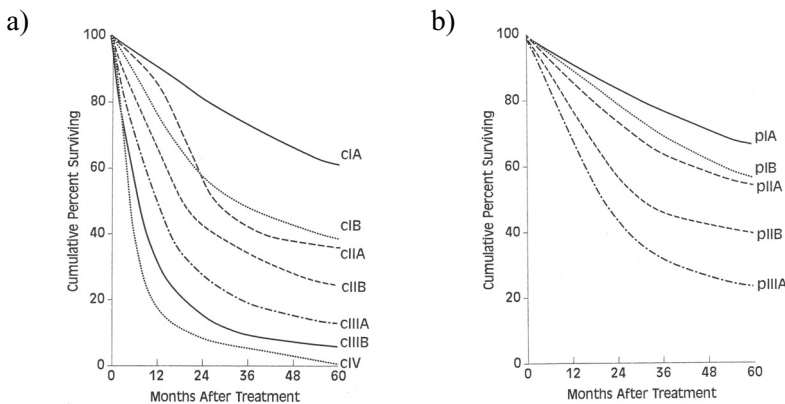 a)
Cumulative Percent Surviving
100
80
60
40
20
0
cIA
cIB
cIIA
cIIB
cIIIA
cIIIB
cIV
0 12 24 36 48 60
Months After Treatment
b)
Cumulative Percent Surviving
100
80
60
40
20
0
pIA
pIB
pIIA
pIIB
pIIIA
0 12 24 36 48 60
Months After Treatment